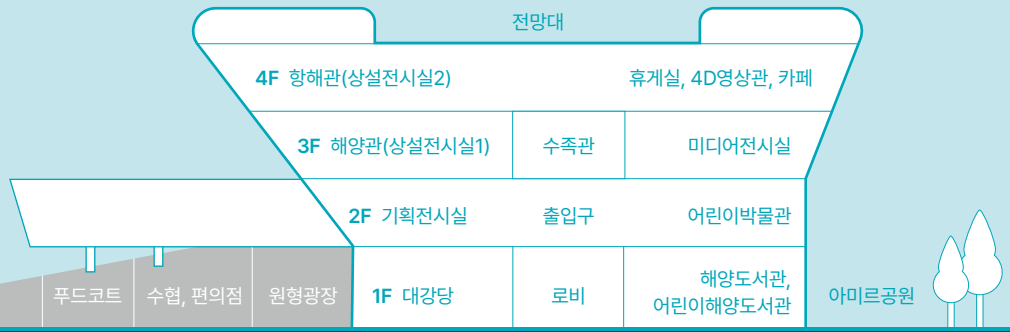 전망대
4F 항해관(상설전시실2)
휴게실, 4D영상관, 카페
3F 해양관(상설전시실1)
수족관
미디어전시실
2F 기획전시실
출입구
어린이박물관
푸드코트
수협, 편의점
원형광장
1F 대강당
로비
해양도서관,
어린이해양도서관
아미르공원